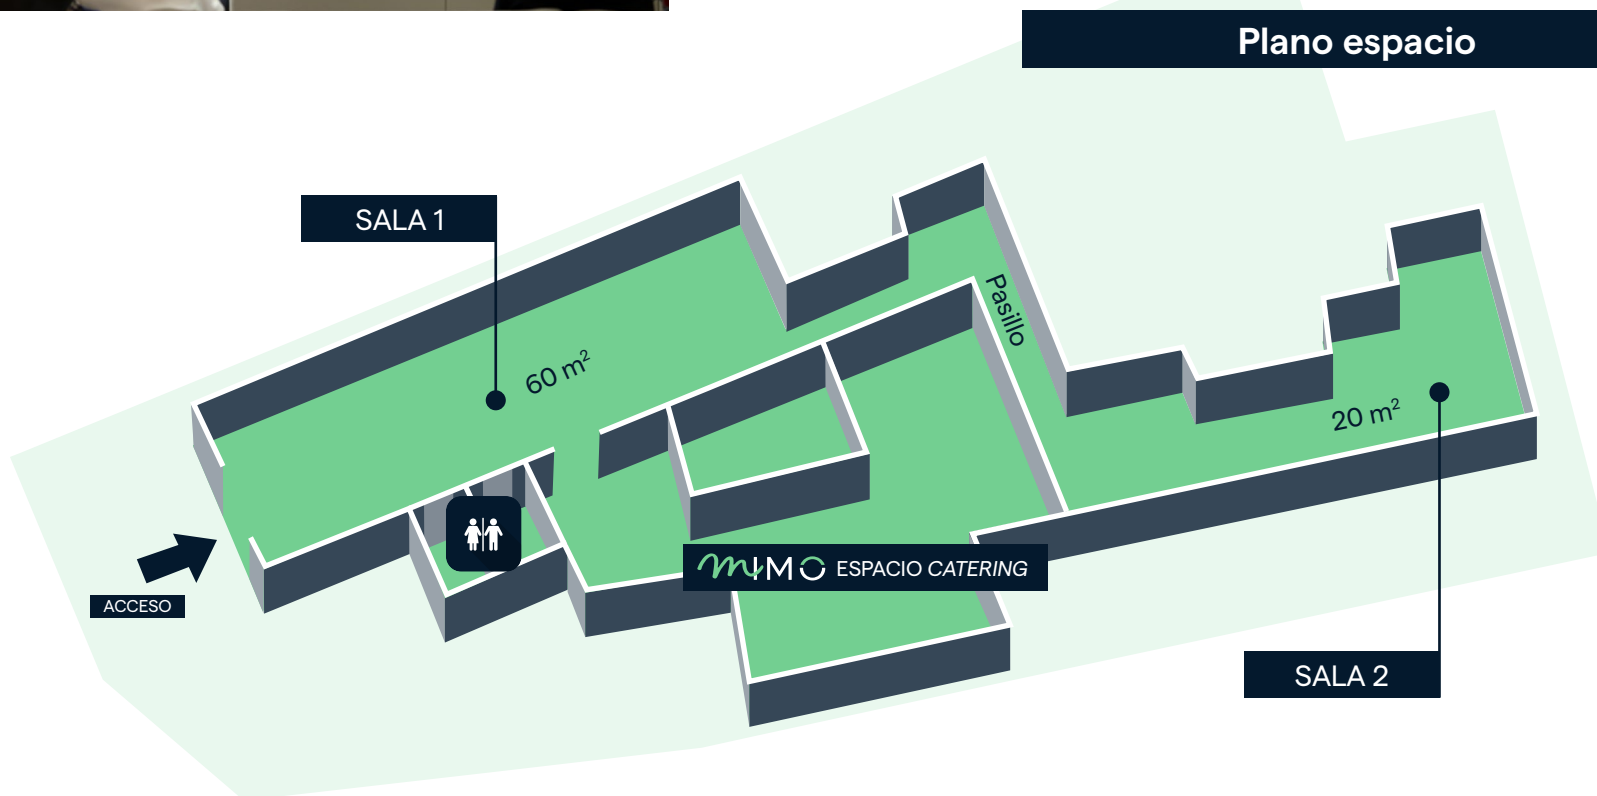 Plano espacio
SALA 1
60 m²
Pasillo
20 m²
ACCESO
MIMO ESPACIO CATERING
SALA 2